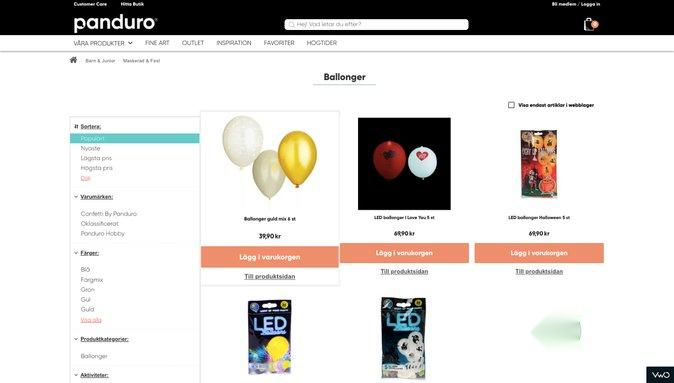 Customer Care Hitta Butik Bli medlem / Logga in
panduro
Hej! Vad letar du efter? 0
VÅRA PRODUKTER FINE ART OUTLET INSPIRATION FAVORITER HÖGTIDER
Barn & Junior Maskerad & Fest
Ballonger
Visa endast artiklar i webblager
Sortera:
Populärt
Nyaste
Lägsta pris
Högsta pris
Dölj
Varumärken:
Confetti By Panduro
Oklassificerat
Panduro Hobby
Färger:
Blå
Färgmix
Grön
Gul
Guld
Visa alla
Produktkategorier:
Ballonger
Aktiviteter:
Ballonger guld mix 6 st
39,90 kr
Lägg i varukorgen
Till produktsidan
LED ballonger I Love You 5 st
69,90 kr
Lägg i varukorgen
Till produktsidan
LED ballonger Halloween 5 st
69,90 kr
Lägg i varukorgen
Till produktsidan
LED
LED
VWO